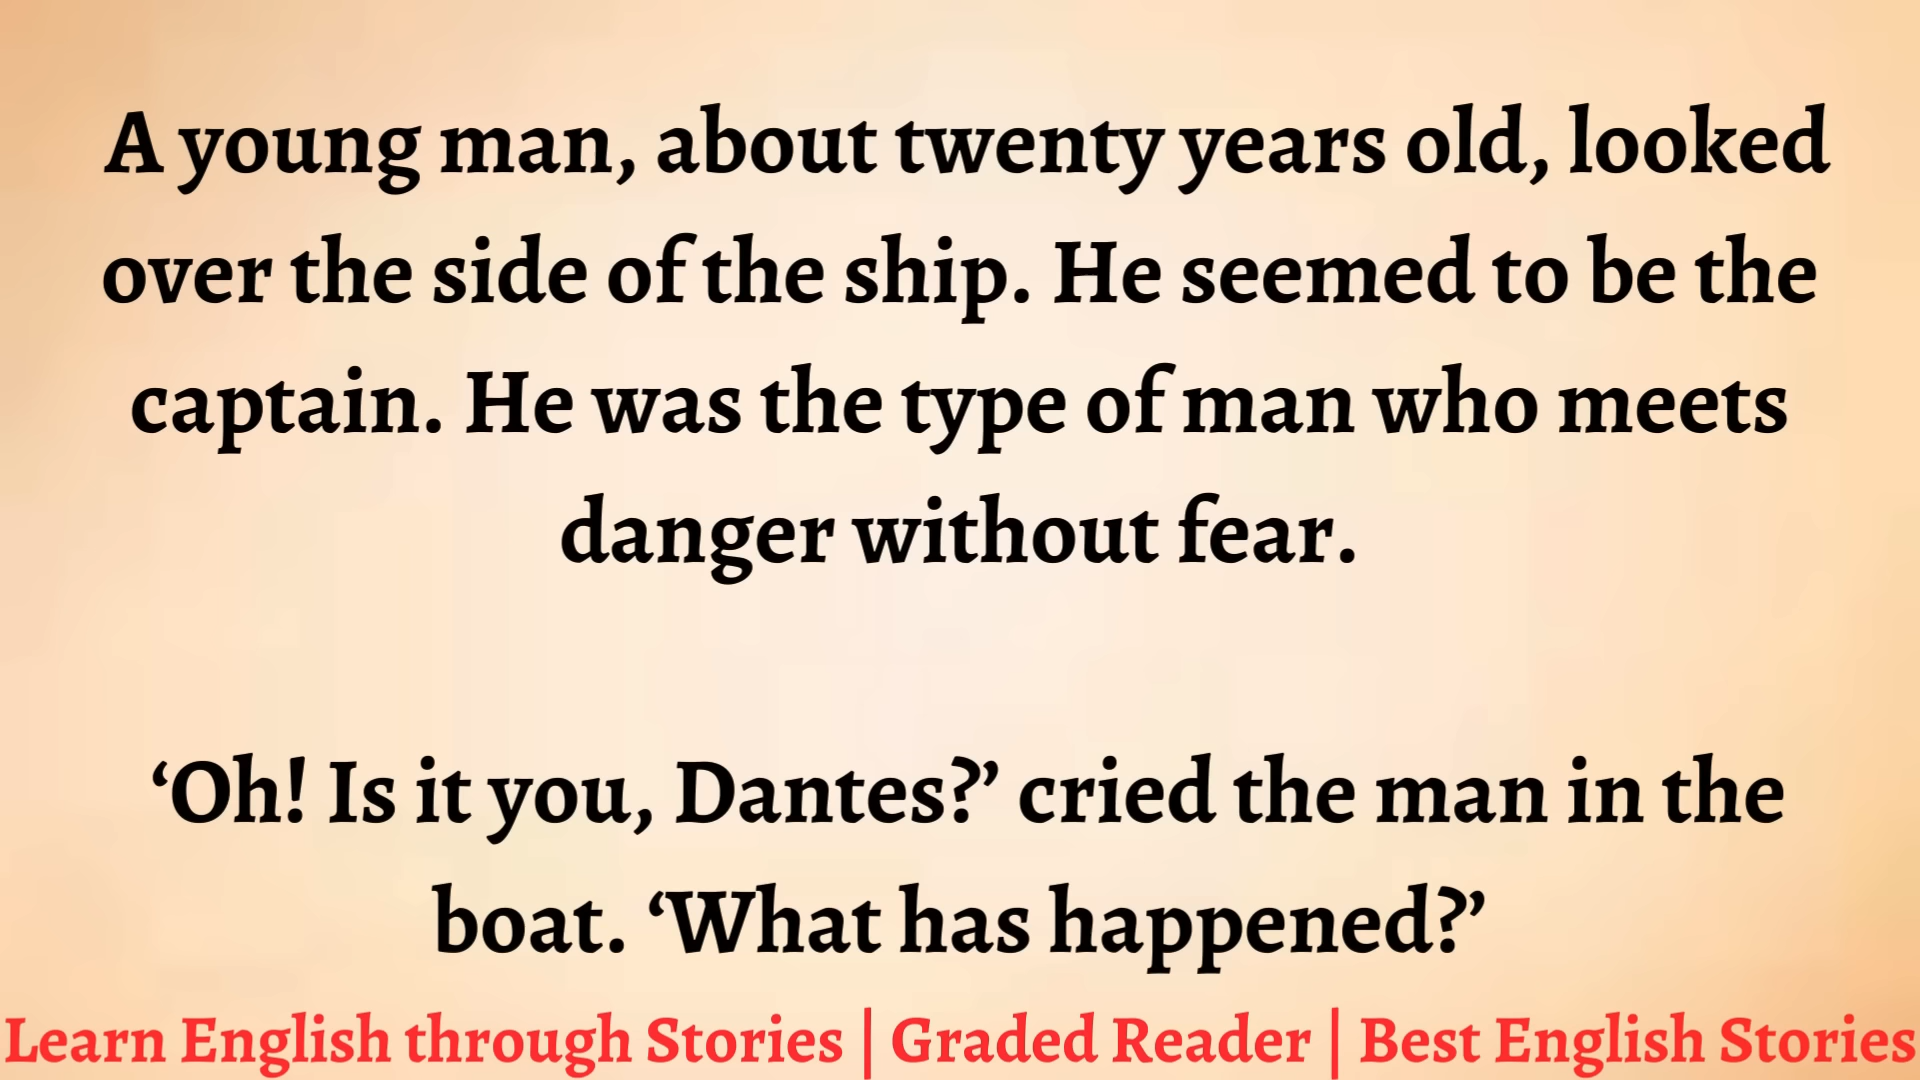 A young man, about twenty years old, looked
over the side of the ship. He seemed to be the
captain. He was the type of man who meets
danger without fear.
‘Oh! Is it you, Dantes?’ cried the man in the
boat. ‘What has happened?’
Learn English through Stories | Graded Reader | Best English Stories